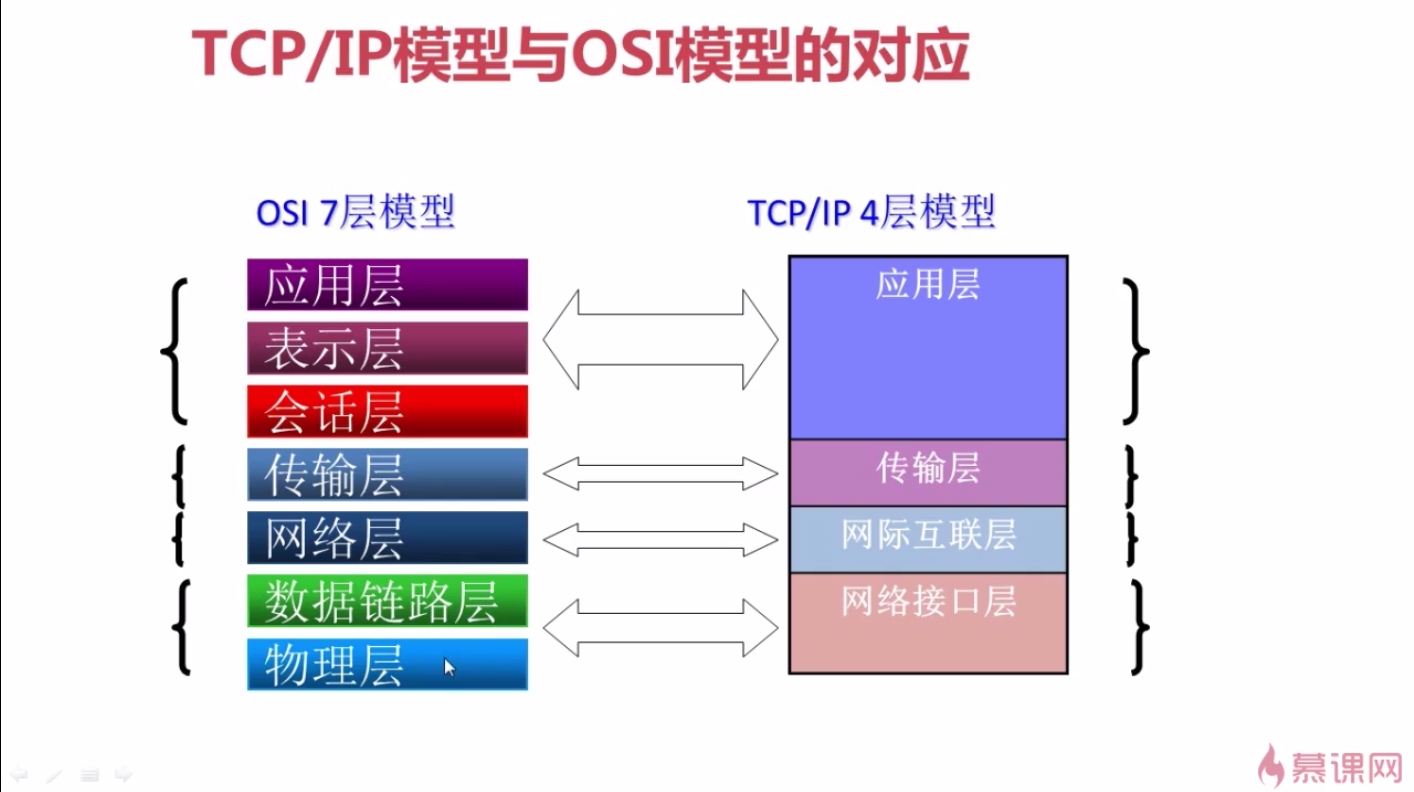 TCP/IP模型与OSI模型的对应
OSI 7层模型
应用层
表示层
会话层
传输层
网络层
数据链路层
物理层
TCP/IP 4层模型
应用层
传输层
网际互联层
网络接口层
慕课网